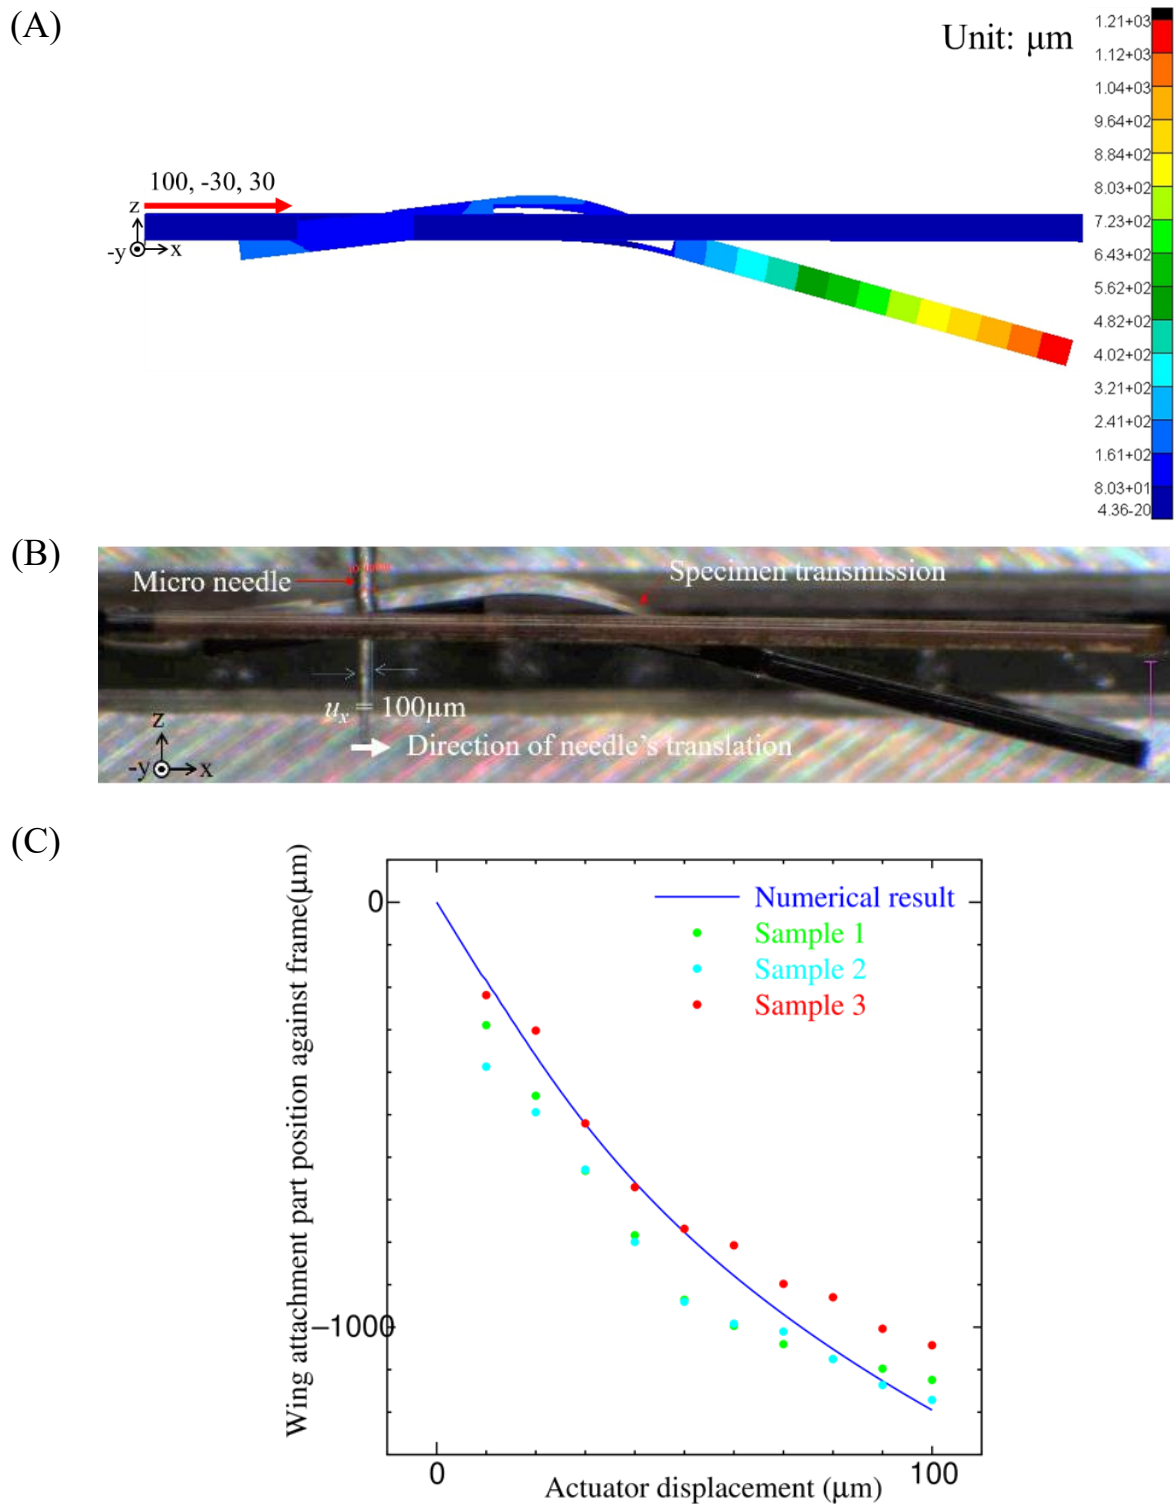 (A)
Unit: μm
1.21+03
1.12+03
1.04+03
9.64+02
8.84+02
8.03+02
7.23+02
6.43+02
5.62+02
4.82+02
4.02+02
3.21+02
2.41+02
1.61+02
8.03+01
4.36-20
100, -30, 30
z
-y
x
(B)
Micro needle
Specimen transmission
uₓ = 100μm
Direction of needle's translation
z
-y
x
(C)
Wing attachment part position against frame(μm)
0
−1000
Numerical result
Sample 1
Sample 2
Sample 3
0
100
Actuator displacement (μm)